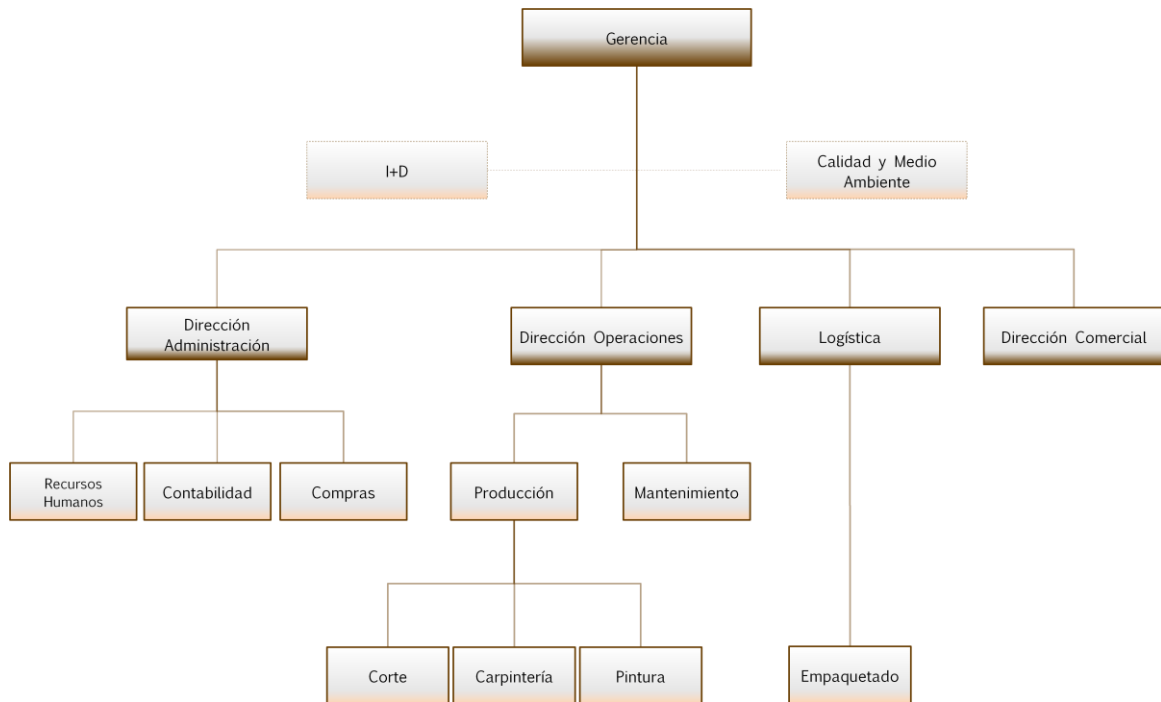 Gerencia
I+D
Calidad y Medio
Ambiente
Dirección
Administración
Dirección Operaciones
Logística
Dirección Comercial
Recursos
Humanos
Contabilidad
Compras
Producción
Mantenimiento
Corte
Carpintería
Pintura
Empaquetado